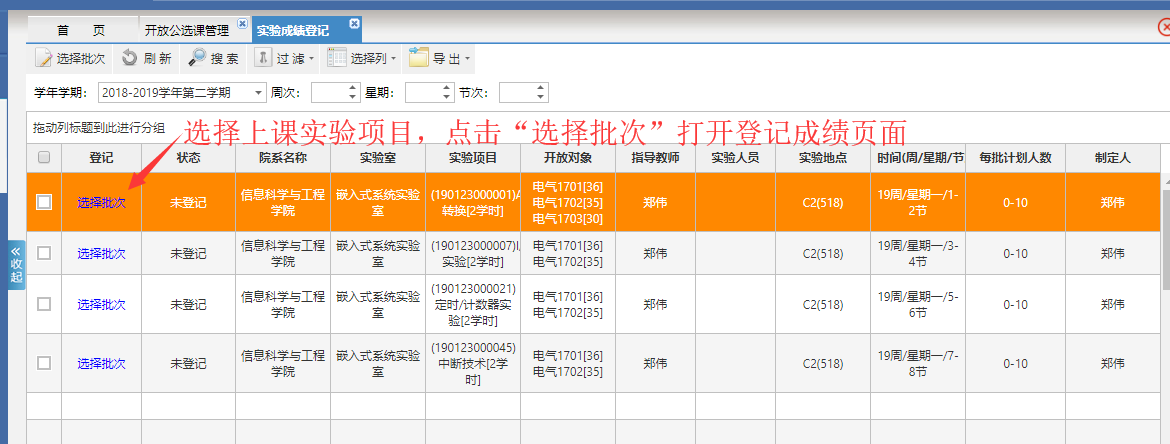 首 页 开放公选课管理 实验成绩登记
选择批次 刷 新 搜 索 过 滤 选择列 导 出
学年学期: 2018-2019学年第二学期 周次: 星期: 节次:
拖动列标题到此进行分组
选择上课实验项目，点击“选择批次”打开登记成绩页面
登记 状态 院系名称 实验室 实验项目 开放对象 指导教师 实验人员 实验地点 时间(周/星期/节 每批计划人数 制定人
选择批次 未登记 信息科学与工程
学院 嵌入式系统实验
室 (190123000001)A
转换[2学时] 电气1701[36]
电气1702[35]
电气1703[30] 郑伟 C2(518) 19周/星期一/1-
2节 0-10 郑伟
选择批次 未登记 信息科学与工程
学院 嵌入式系统实验
室 (190123000007)I
实验[2学时] 电气1701[36]
电气1702[35] 郑伟 C2(518) 19周/星期一/3-
4节 0-10 郑伟
选择批次 未登记 信息科学与工程
学院 嵌入式系统实验
室 (190123000021)
定时/计数器实
验[2学时] 电气1701[36]
电气1702[35] 郑伟 C2(518) 19周/星期一/5-
6节 0-10 郑伟
选择批次 未登记 信息科学与工程
学院 嵌入式系统实验
室 (190123000045)
中断技术[2学
时] 电气1701[36]
电气1702[35] 郑伟 C2(518) 19周/星期一/7-
8节 0-10 郑伟
收
起